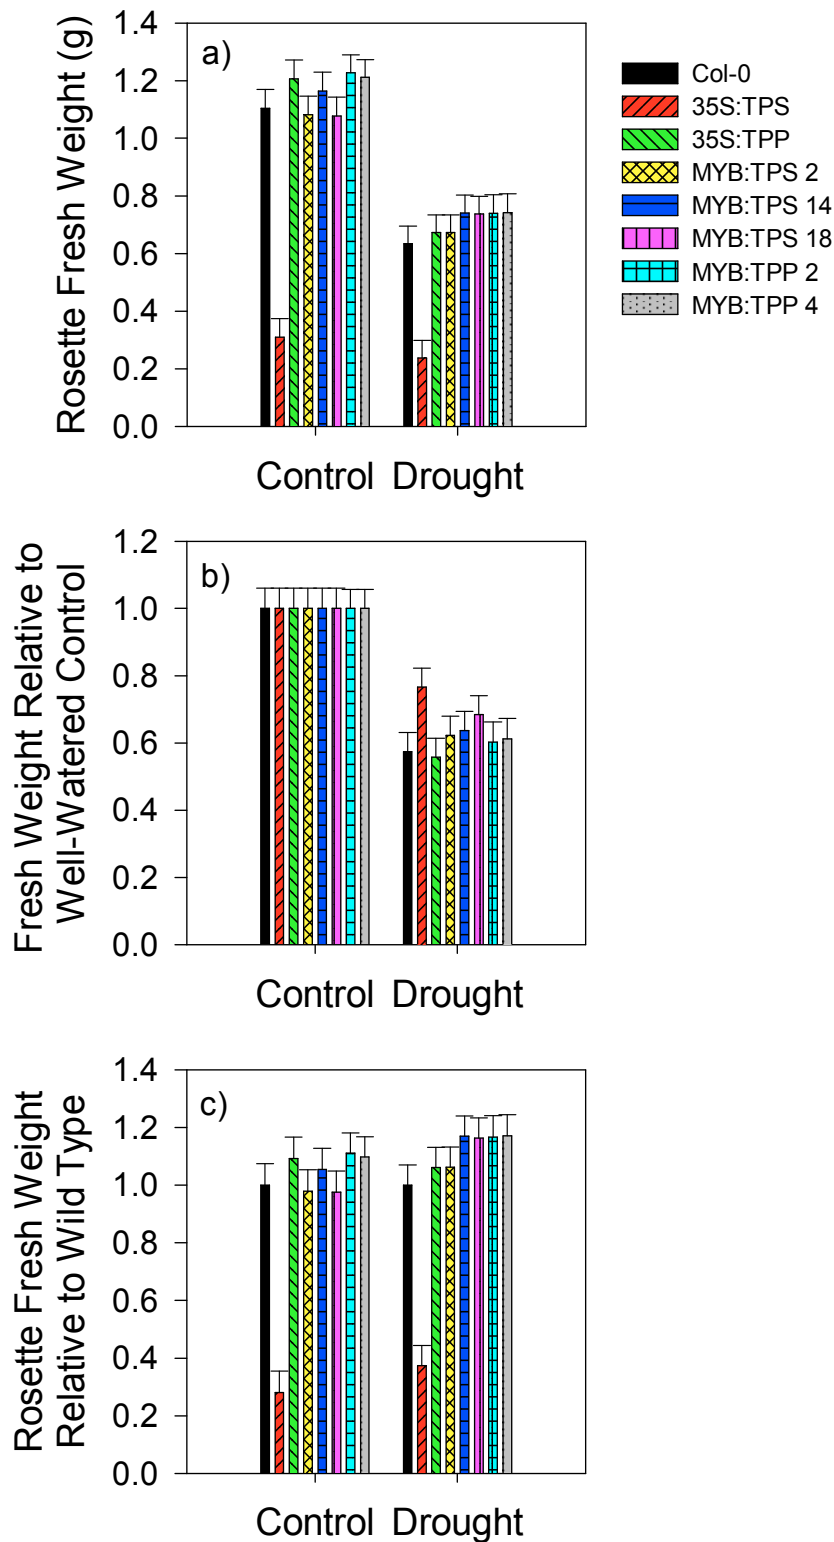 a)
Rosette Fresh Weight (g)
1.4
1.2
1.0
0.8
0.6
0.4
0.2
0.0
Control Drought
Col-0
35S:TPS
35S:TPP
MYB:TPS 2
MYB:TPS 14
MYB:TPS 18
MYB:TPP 2
MYB:TPP 4
b)
Fresh Weight Relative to
Well-Watered Control
1.2
1.0
0.8
0.6
0.4
0.2
0.0
Control Drought
c)
Rosette Fresh Weight
Relative to Wild Type
1.4
1.2
1.0
0.8
0.6
0.4
0.2
0.0
Control Drought